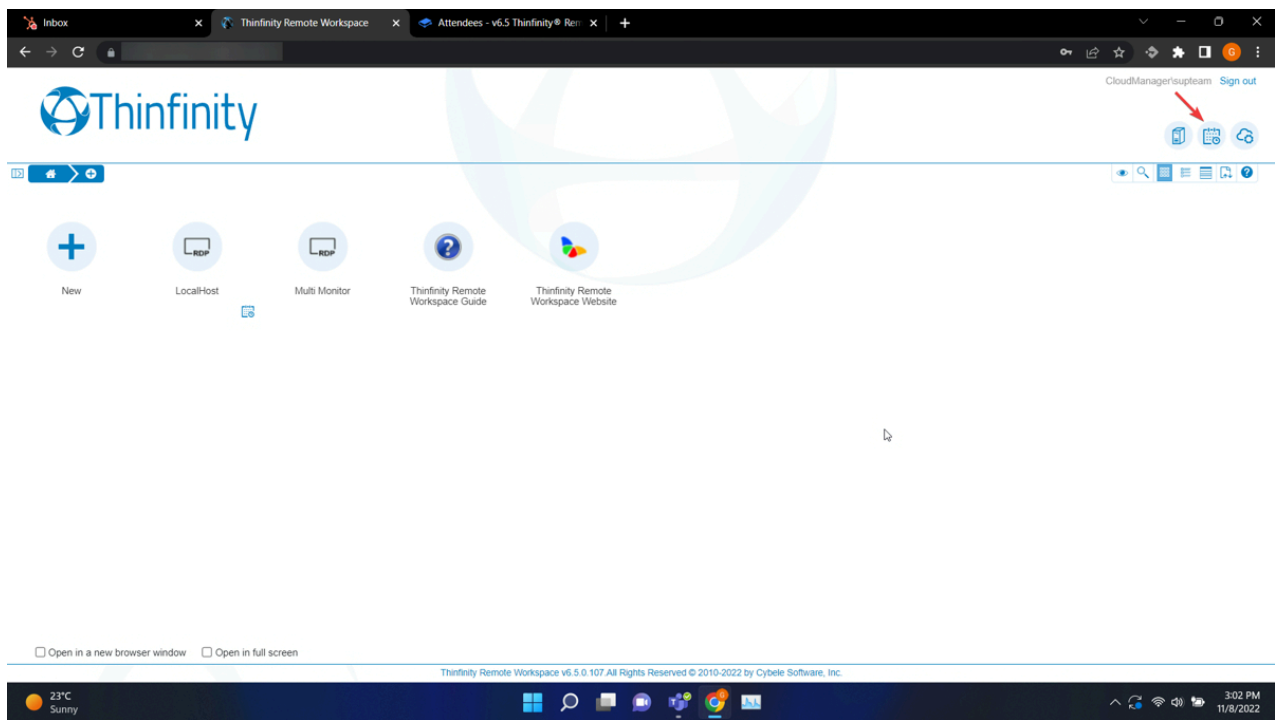 Inbox
Thinfinity Remote Workspace
Attendees - v6.5 Thinfinity® Rem
G
CloudManager\supteam Sign out
Thinfinity
RDP
RDP
New
LocalHost
Multi Monitor
Thinfinity Remote
Workspace Guide
Thinfinity Remote
Workspace Website
Open in a new browser window
Open in full screen
Thinfinity Remote Workspace v6.5.0.107.All Rights Reserved © 2010-2022 by Cybele Software, Inc.
23°C
Sunny
3:02 PM
11/8/2022